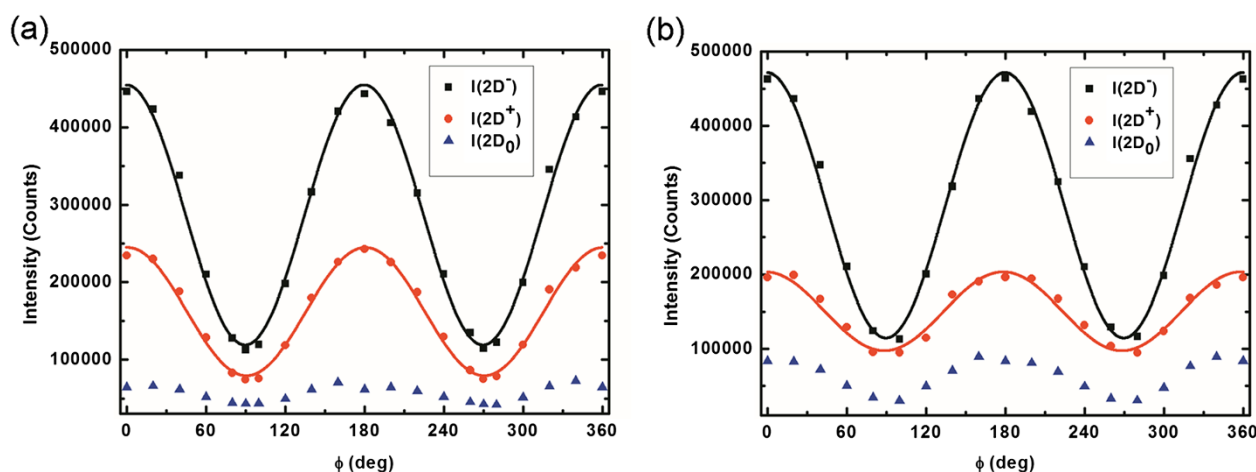 (a)
500000
400000
300000
200000
100000
0 60 120 180 240 300 360
Intensity (Counts)
ϕ (deg)
I(2D⁻)
I(2D⁺)
I(2D₀)
(b)
500000
400000
300000
200000
100000
0 60 120 180 240 300 360
Intensity (Counts)
ϕ (deg)
I(2D⁻)
I(2D⁺)
I(2D₀)